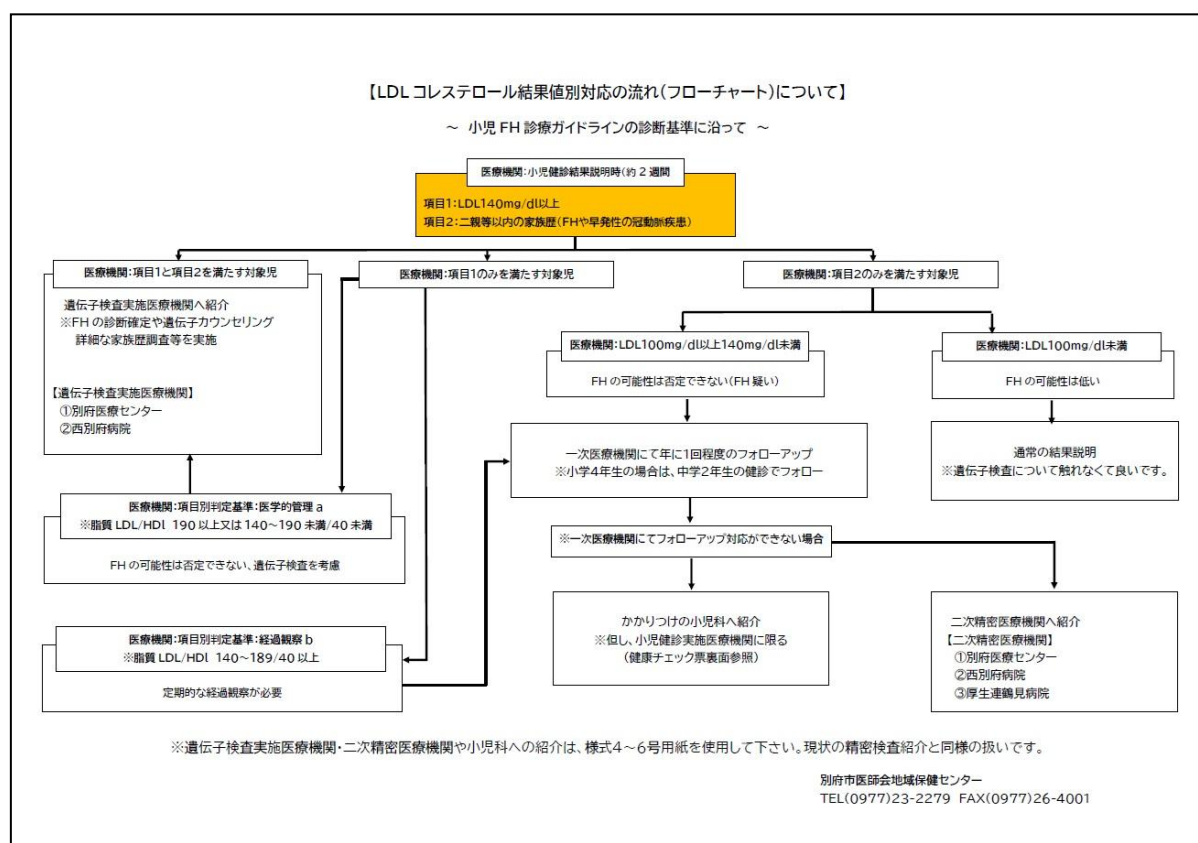 【LDLコレステロール結果値別対応の流れ(フローチャート)について】
～ 小児FH診療ガイドラインの診断基準に沿って ～
医療機関:小児健診結果説明時(約2週間
項目1:LDL140mg/dl以上
項目2:二親等以内の家族歴(FHや早発性の冠動脈疾患)
医療機関:項目1と項目2を満たす対象児
遺伝子検査実施医療機関へ紹介
※FHの診断確定や遺伝子カウンセリング
詳細な家族歴調査等を実施
【遺伝子検査実施医療機関】
①別府医療センター
②西別府病院
医療機関:項目1のみを満たす対象児
医療機関:項目2のみを満たす対象児
医療機関:LDL100mg/dl以上140mg/dl未満
FHの可能性は否定できない(FH疑い)
医療機関:LDL100mg/dl未満
FHの可能性は低い
一次医療機関にて年に1回程度のフォローアップ
※小学4年生の場合は、中学2年生の健診でフォロー
通常の結果説明
※遺伝子検査について触れなくて良いです。
医療機関:項目別判定基準:医学的管理a
※脂質LDL/HDl 190以上又は140～190未満/40未満
FHの可能性は否定できない、遺伝子検査を考慮
※一次医療機関にてフォローアップ対応ができない場合
かかりつけの小児科へ紹介
※但し、小児健診実施医療機関に限る
(健康チェック票裏面参照)
二次精密医療機関へ紹介
【二次精密医療機関】
①別府医療センター
②西別府病院
③厚生連鶴見病院
医療機関:項目別判定基準:経過観察b
※脂質LDL/HDl 140～189/40以上
定期的な経過観察が必要
※遺伝子検査実施医療機関・二次精密医療機関や小児科への紹介は、様式4～6号用紙を使用して下さい。現状の精密検査紹介と同様の扱いです。
別府市医師会地域保健センター
TEL(0977)23-2279 FAX(0977)26-4001